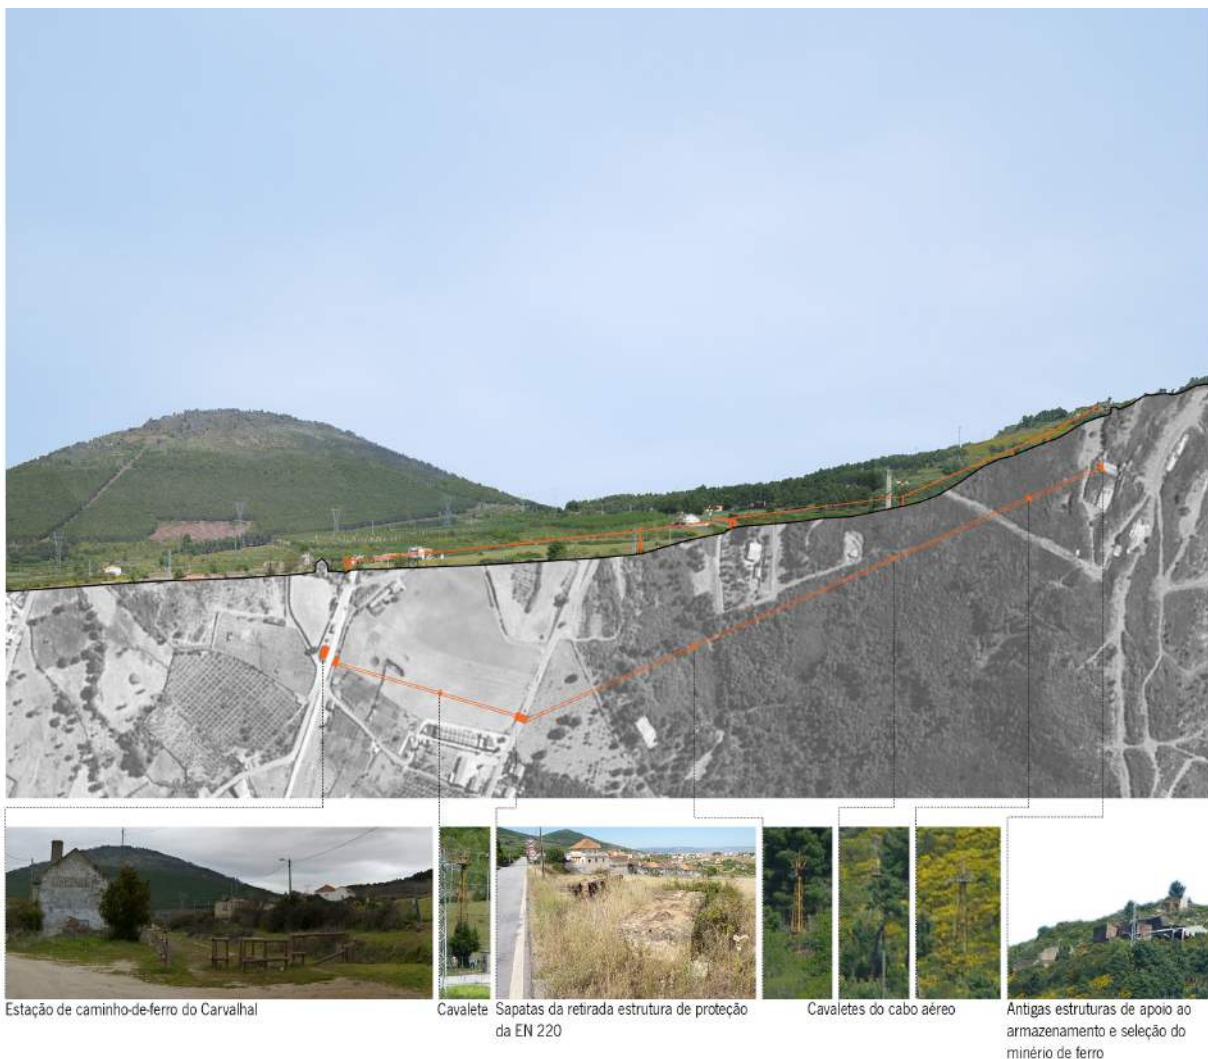 Estação de caminho-de-ferro do Carvalhal
Cavalete
Sapatas da retirada estrutura de proteção
da EN 220
Cavaletes do cabo aéreo
Antigas estruturas de apoio ao
armazenamento e seleção do
minério de ferro